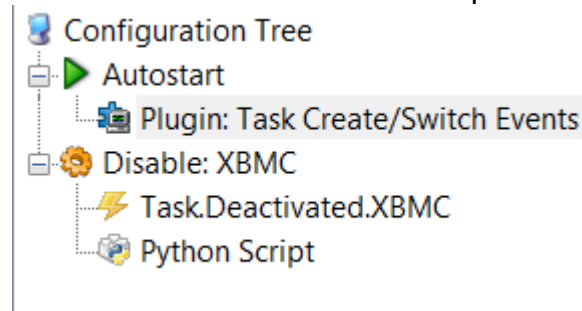 Configuration Tree
Autostart
Plugin: Task Create/Switch Events
Disable: XBMC
Task.Deactivated.XBMC
Python Script